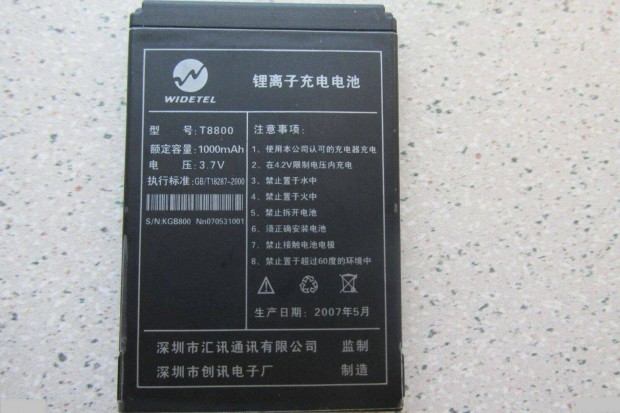 WIDETEL
锂离子充电电池
型 号:T8800
额定容量:1000mAh
电 压:3.7V
执行标准:GB/T18287-2000
S/N:KGB800 Nn070531001
注意事项:
1、使用本公司认可的充电器充电
2、在4.2V限制电压内充电
3、禁止置于水中
4、禁止置于火中
5、禁止拆开电池
6、须正确安装电池
7、禁止接触电池电极
8、禁止置于超过60度的环境中
生产日期:2007年5月
深圳市汇讯通讯有限公司 监制
深圳市创讯电子厂 制造